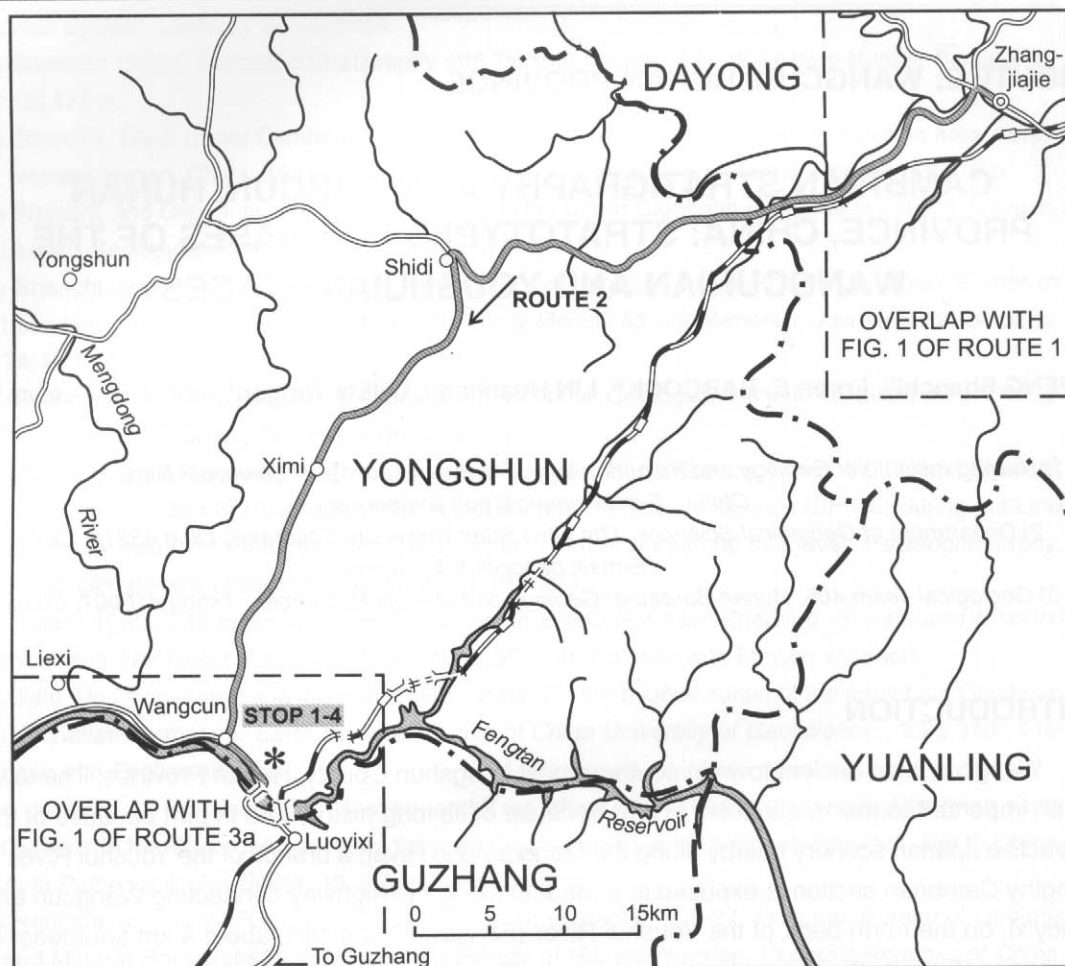 DAYONG
Zhang-
jiajie
Yongshun
Shidi
ROUTE 2
OVERLAP WITH
FIG. 1 OF ROUTE 1
Mengdong
River
Ximi
YONGSHUN
Liexi
Wangcun
STOP 1-4
*
Fengtan
Reservoir
YUANLING
OVERLAP WITH
FIG. 1 OF ROUTE 3a
Luoyixi
GUZHANG
0 5 10 15km
To Guzhang